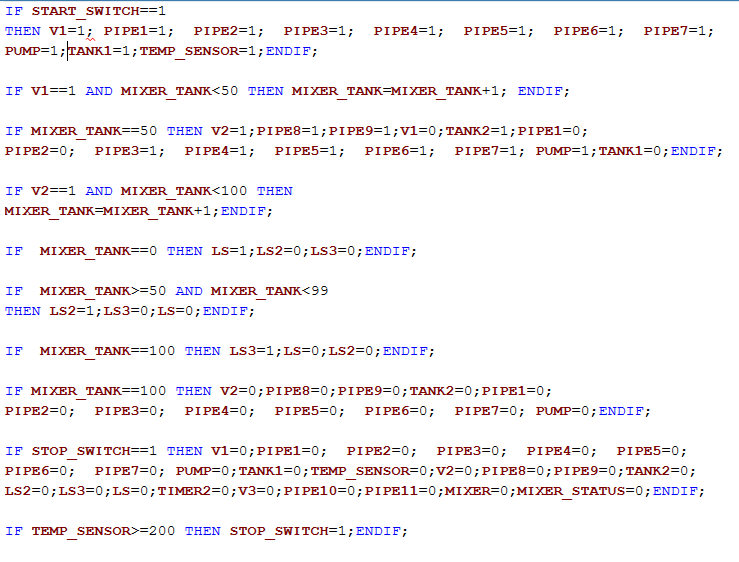 IF START_SWITCH==1
THEN V1=1; PIPE1=1; PIPE2=1; PIPE3=1; PIPE4=1; PIPE5=1; PIPE6=1; PIPE7=1;
PUMP=1;TANK1=1;TEMP_SENSOR=1;ENDIF;
IF V1==1 AND MIXER_TANK<50 THEN MIXER_TANK=MIXER_TANK+1; ENDIF;
IF MIXER_TANK==50 THEN V2=1;PIPE8=1;PIPE9=1;V1=0;TANK2=1;PIPE1=0;
PIPE2=0; PIPE3=1; PIPE4=1; PIPE5=1; PIPE6=1; PIPE7=1; PUMP=1;TANK1=0;ENDIF;
IF V2==1 AND MIXER_TANK<100 THEN
MIXER_TANK=MIXER_TANK+1;ENDIF;
IF MIXER_TANK==0 THEN LS=1;LS2=0;LS3=0;ENDIF;
IF MIXER_TANK>=50 AND MIXER_TANK<99
THEN LS2=1;LS3=0;LS=0;ENDIF;
IF MIXER_TANK==100 THEN LS3=1;LS=0;LS2=0;ENDIF;
IF MIXER_TANK==100 THEN V2=0;PIPE8=0;PIPE9=0;TANK2=0;PIPE1=0;
PIPE2=0; PIPE3=0; PIPE4=0; PIPE5=0; PIPE6=0; PIPE7=0; PUMP=0;ENDIF;
IF STOP_SWITCH==1 THEN V1=0;PIPE1=0; PIPE2=0; PIPE3=0; PIPE4=0; PIPE5=0;
PIPE6=0; PIPE7=0; PUMP=0;TANK1=0;TEMP_SENSOR=0;V2=0;PIPE8=0;PIPE9=0;TANK2=0;
LS2=0;LS3=0;LS=0;TIMER2=0;V3=0;PIPE10=0;PIPE11=0;MIXER=0;MIXER_STATUS=0;ENDIF;
IF TEMP_SENSOR>=200 THEN STOP_SWITCH=1;ENDIF;